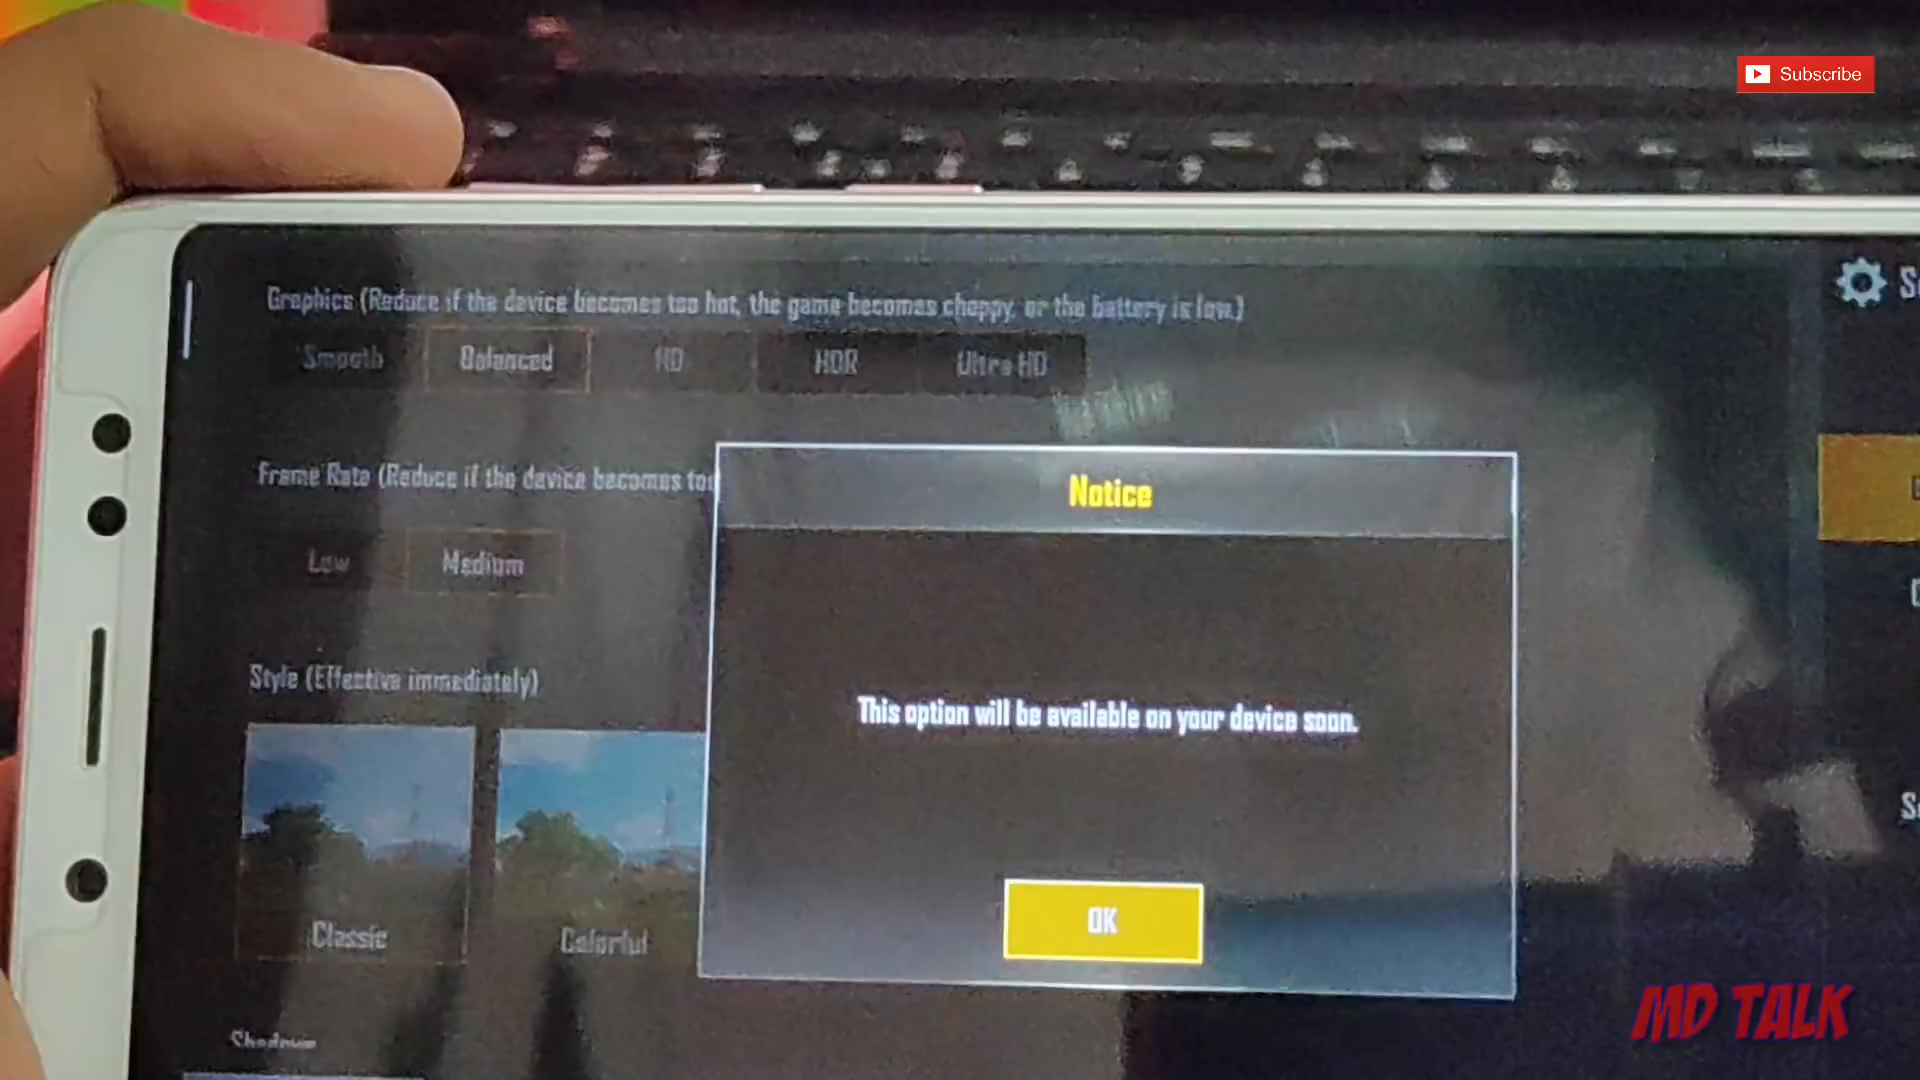 Subscribe
Graphics (Reduce if the device becomes too hot, the game becomes choppy, or the battery is low.)
Smooth Balanced HD HDR Ultra HD
Frame Rate (Reduce if the device becomes
Low Medium
Notice
This option will be available on your device soon.
OK
Style (Effective immediately)
Classic Colorful
MD TALK